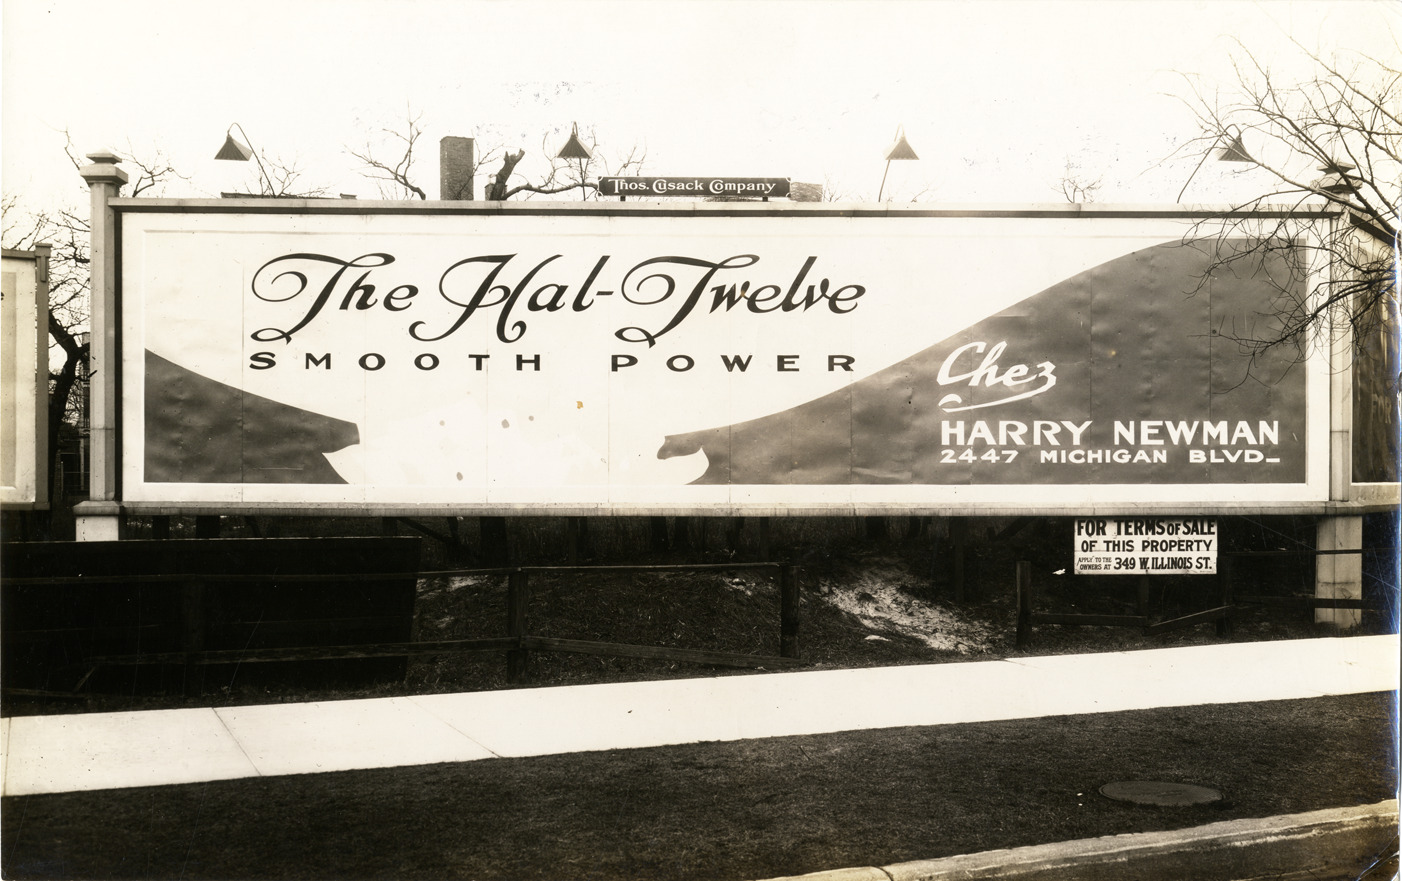 Thos. Cusack Company
The Hal-Twelve
SMOOTH POWER
Chez
HARRY NEWMAN
2447 MICHIGAN BLVD_
FOR TERMS OF SALE
OF THIS PROPERTY
APPLY TO THE
OWNERS AT 349 W. ILLINOIS ST.